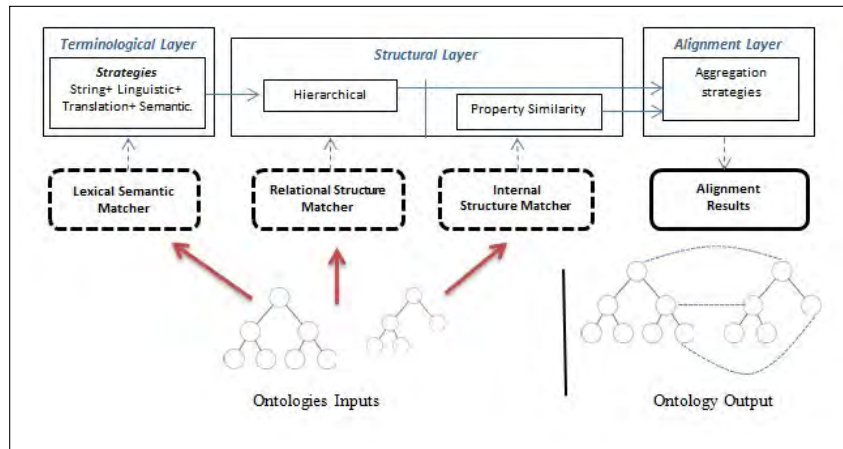 Terminological Layer
Strategies
String+ Linguistic+
Translation+ Semantic.
Structural Layer
Hierarchical
Property Similarity
Alignment Layer
Aggregation
strategies
Lexical Semantic
Matcher
Relational Structure
Matcher
Internal
Structure Matcher
Alignment
Results
Ontologies Inputs
Ontology Output